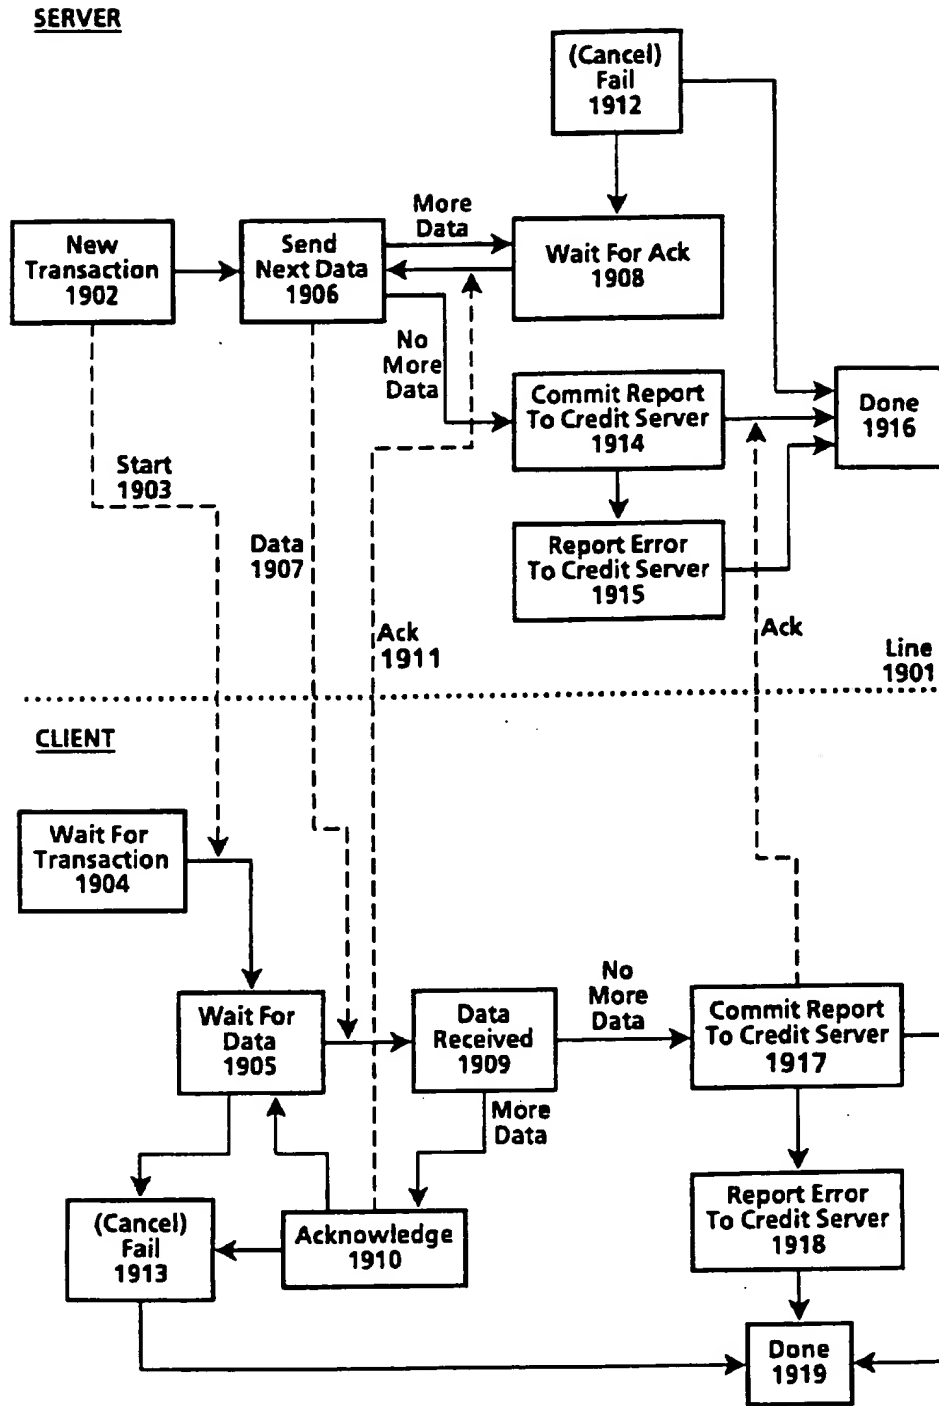 SERVER
(Cancel)
Fail
1912
More
Data
New
Transaction
1902
Send
Next Data
1906
Wait For Ack
1908
No
More
Data
Commit Report
To Credit Server
1914
Done
1916
Start
1903
Data
1907
Report Error
To Credit Server
1915
Ack
1911
Ack
Line
1901
CLIENT
Wait For
Transaction
1904
Wait For
Data
1905
Data
Received
1909
No
More
Data
Commit Report
To Credit Server
1917
More
Data
(Cancel)
Fail
1913
Acknowledge
1910
Report Error
To Credit Server
1918
Done
1919